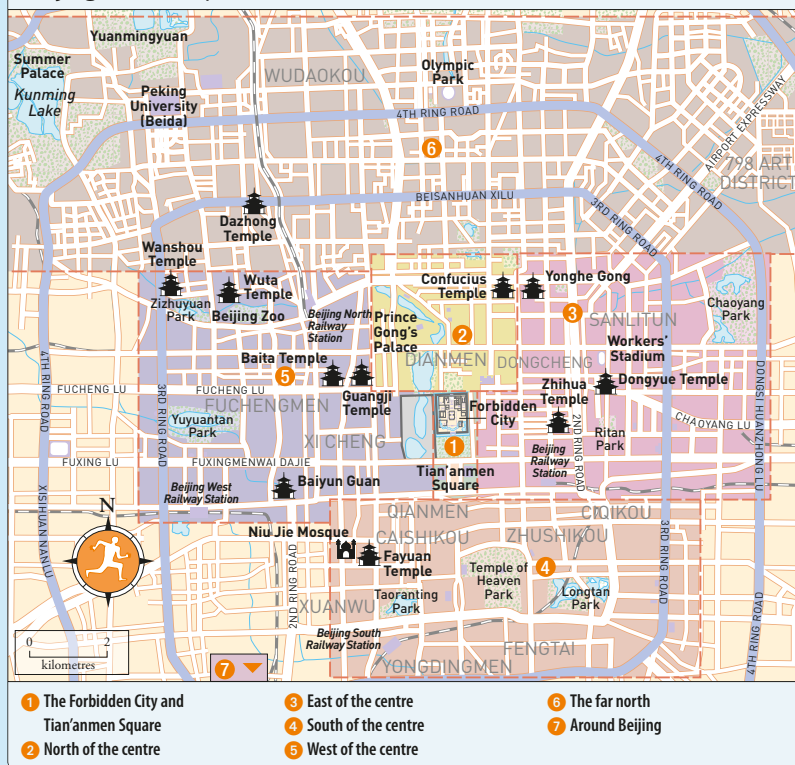 Yuanmingyuan
Summer
Palace
Kunming
Lake
WUDAOKOU
Olympic
Park
Peking
University
(Beida)
4TH RING ROAD
6
AIRPORT EXPRESSWAY
4TH RING ROAD
798 ART
DISTRICT
BEISANHUAN XILU
3RD RING ROAD
Dazhong
Temple
Wanshou
Temple
Wuta
Temple
Zizhuyuan
Park
Beijing Zoo
Beijing North
Railway
Station
Confucius
Temple
Yonghe Gong
Prince
Gong's
Palace
2
3
SANLITUN
Chaoyang
Park
Workers'
Stadium
DIANMEN
DONGCHENG
Baita Temple
5
Guangji
Temple
Zhihua
Temple
Dongyue Temple
4TH RING ROAD
FUCHENG LU
3RD RING ROAD
FUCHENG LU
FUCHENGMEN
Yuyuantan
Park
XI CHENG
Forbidden
City
1
Tian'anmen
Square
2ND RING ROAD
CHAOYANG LU
DONGSI HUANZHONG LU
Ritan
Park
Beijing
Railway
Station
FUXING LU
FUXINGMENWAI DAJIE
Beijing West
Railway Station
Baiyun Guan
XISIHUAN NANLU
N
QIANMEN
CIQIKOU
Niu Jie Mosque
CAISHIKOU
ZHUSHIKOU
Fayuan
Temple
Temple of
Heaven
Park
4
Longtan
Park
3RD RING ROAD
2ND RING ROAD
XUANWU
Taoranting
Park
Beijing South
Railway Station
FENGTAI
YONGDINGMEN
4TH RING ROAD
0 2
kilometres
7
1 The Forbidden City and
Tian'anmen Square
2 North of the centre
3 East of the centre
4 South of the centre
5 West of the centre
6 The far north
7 Around Beijing